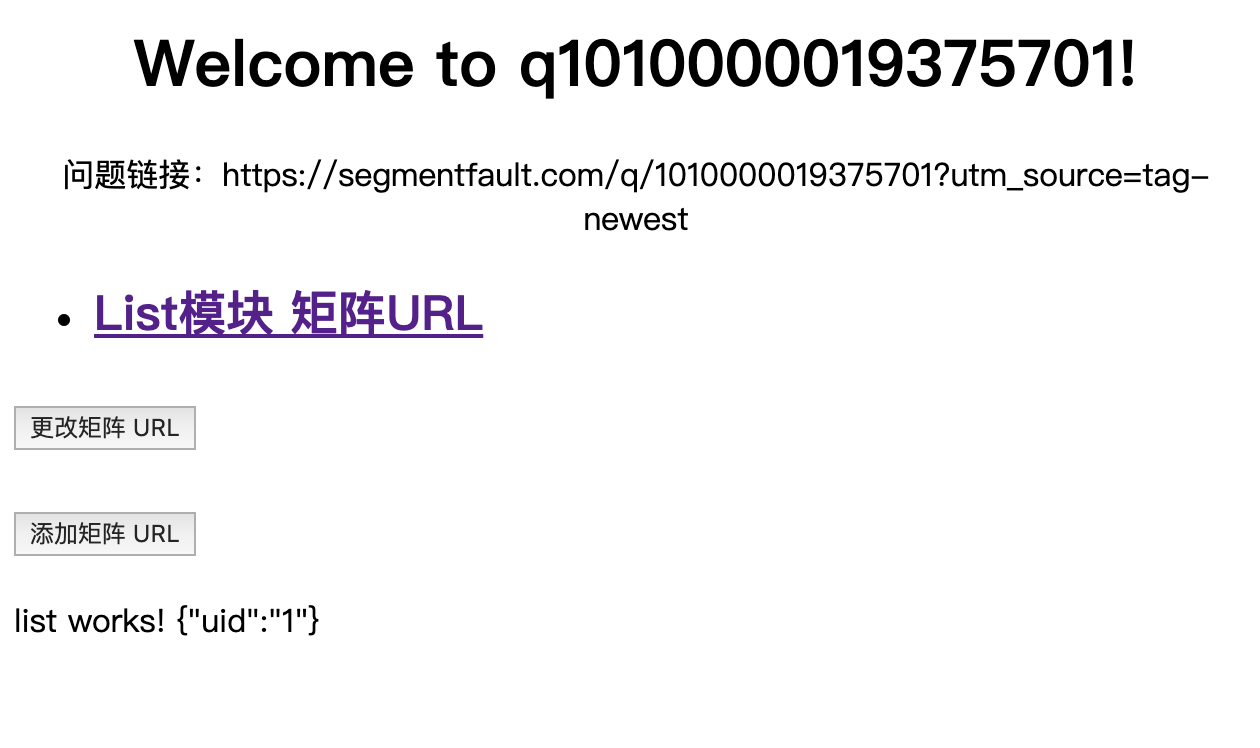 Welcome to q1010000019375701!
问题链接：https://segmentfault.com/q/1010000019375701?utm_source=tag-
newest
List模块 矩阵URL
更改矩阵 URL
添加矩阵 URL
list works! {"uid":"1"}